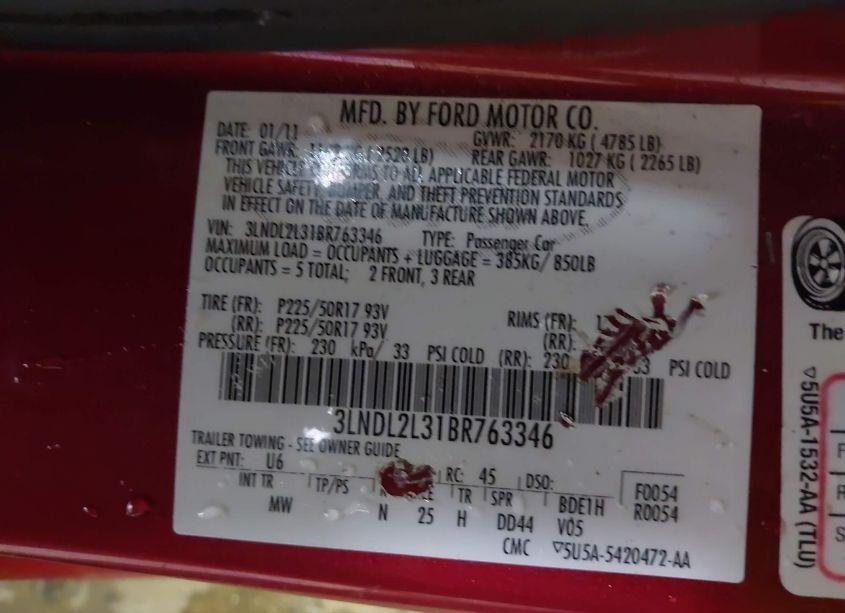 MFD. BY FORD MOTOR CO.
DATE: 01/11 GVWR: 2170 KG ( 4785 LB)
FRONT GAWR: KG ( 2520 LB) REAR GAWR: 1027 KG ( 2265 LB)
THIS VEHICLE TO ALL APPLICABLE FEDERAL MOTOR
VEHICLE SAFETY, BUMPER, AND THEFT PREVENTION STANDARDS
IN EFFECT ON THE DATE OF MANUFACTURE SHOWN ABOVE.
VIN: 3LNDL2L31BR763346 TYPE: Passenger Car
MAXIMUM LOAD = OCCUPANTS + LUGGAGE = 385KG/ 850LB
OCCUPANTS = 5 TOTAL; 2 FRONT, 3 REAR
TIRE (FR): P225/50R17 93V RIMS (FR):
(RR): P225/50R17 93V (RR):
PRESSURE (FR): 230 kPa/ 33 PSI COLD (RR): 230 PSI COLD
3LNDL2L31BR763346
TRAILER TOWING - SEE OWNER GUIDE
EXT PNT: U6 RC: 45 DSO: F0054
INT TR TP/PS TR SPR BDE1H R0054
MW N 25 H DD44 V05
CMC ▽5U5A-5420472-AA
The
▽5U5A-1532-AA (TLU)
F
R
S